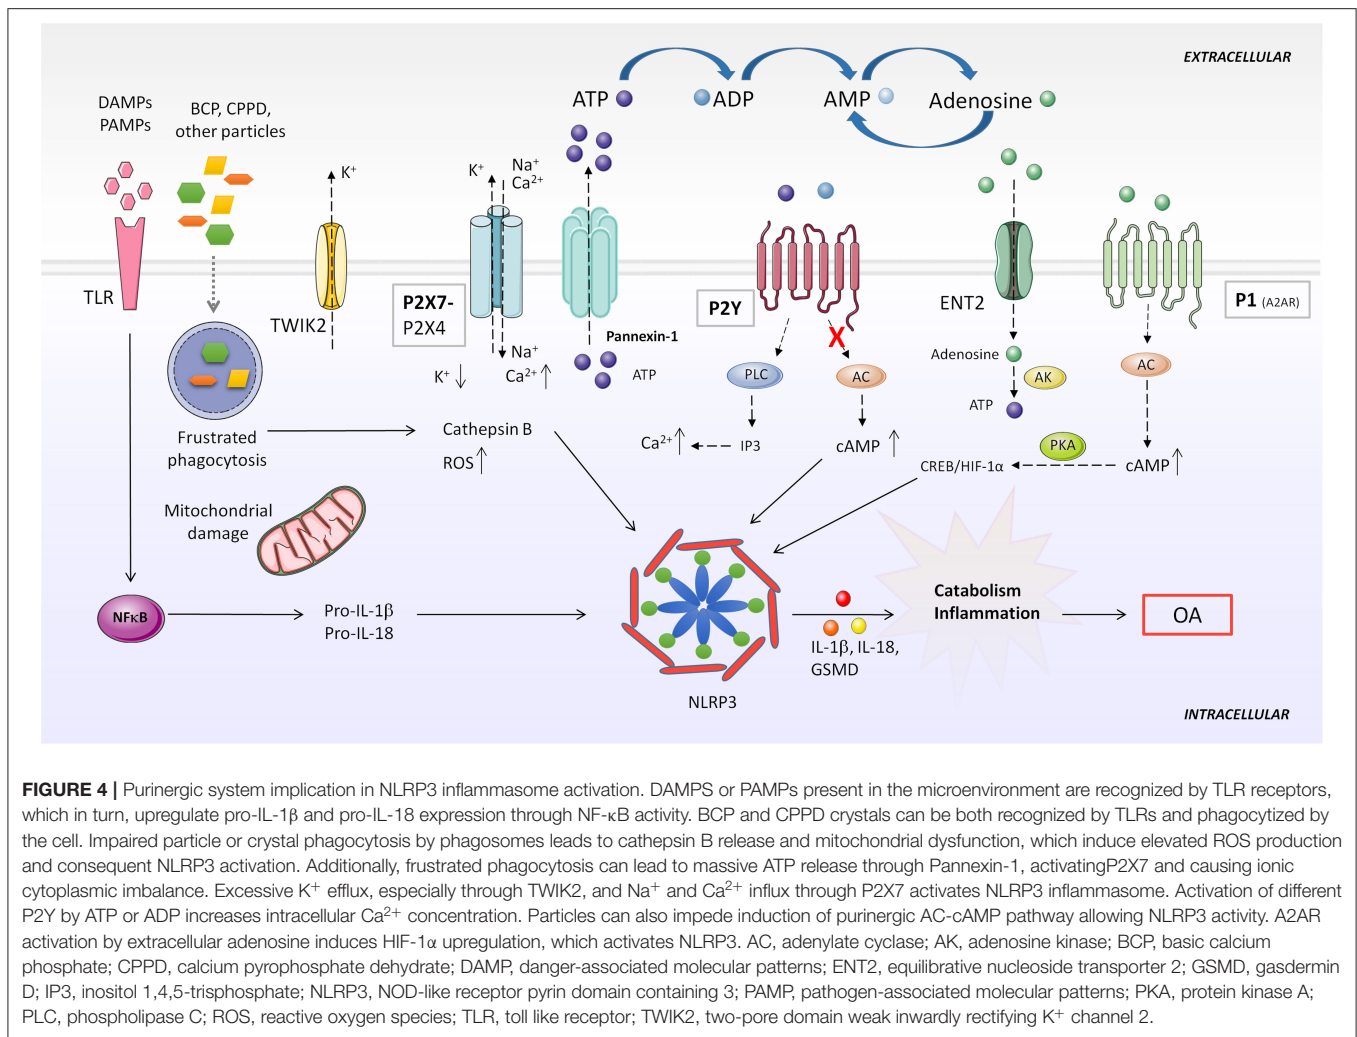 EXTRACELLULAR
ATP
ADP
AMP
Adenosine
DAMPs
PAMPs
BCP, CPPD,
other particles
K⁺
K⁺
Na⁺
Ca²⁺
TLR
TWIK2
P2X7-
P2X4
Pannexin-1
P2Y
X
ENT2
P1 (A2AR)
Na⁺
K⁺ ↓
Ca²⁺ ↑
ATP
PLC
AC
Adenosine
AK
ATP
AC
Frustrated
phagocytosis
Cathepsin B
ROS ↑
Ca²⁺ ↑
IP3
cAMP ↑
PKA
CREB/HIF-1α
cAMP ↑
Mitochondrial
damage
NFκB
Pro-IL-1β
Pro-IL-18
NLRP3
IL-1β, IL-18,
GSMD
Catabolism
Inflammation
OA
INTRACELLULAR
FIGURE 4 | Purinergic system implication in NLRP3 inflammasome activation. DAMPS or PAMPs present in the microenvironment are recognized by TLR receptors,
which in turn, upregulate pro-IL-1β and pro-IL-18 expression through NF-κB activity. BCP and CPPD crystals can be both recognized by TLRs and phagocytized by
the cell. Impaired particle or crystal phagocytosis by phagosomes leads to cathepsin B release and mitochondrial dysfunction, which induce elevated ROS production
and consequent NLRP3 activation. Additionally, frustrated phagocytosis can lead to massive ATP release through Pannexin-1, activatingP2X7 and causing ionic
cytoplasmic imbalance. Excessive K⁺ efflux, especially through TWIK2, and Na⁺ and Ca²⁺ influx through P2X7 activates NLRP3 inflammasome. Activation of different
P2Y by ATP or ADP increases intracellular Ca²⁺ concentration. Particles can also impede induction of purinergic AC-cAMP pathway allowing NLRP3 activity. A2AR
activation by extracellular adenosine induces HIF-1α upregulation, which activates NLRP3. AC, adenylate cyclase; AK, adenosine kinase; BCP, basic calcium
phosphate; CPPD, calcium pyrophosphate dehydrate; DAMP, danger-associated molecular patterns; ENT2, equilibrative nucleoside transporter 2; GSMD, gasdermin
D; IP3, inositol 1,4,5-trisphosphate; NLRP3, NOD-like receptor pyrin domain containing 3; PAMP, pathogen-associated molecular patterns; PKA, protein kinase A;
PLC, phospholipase C; ROS, reactive oxygen species; TLR, toll like receptor; TWIK2, two-pore domain weak inwardly rectifying K⁺ channel 2.